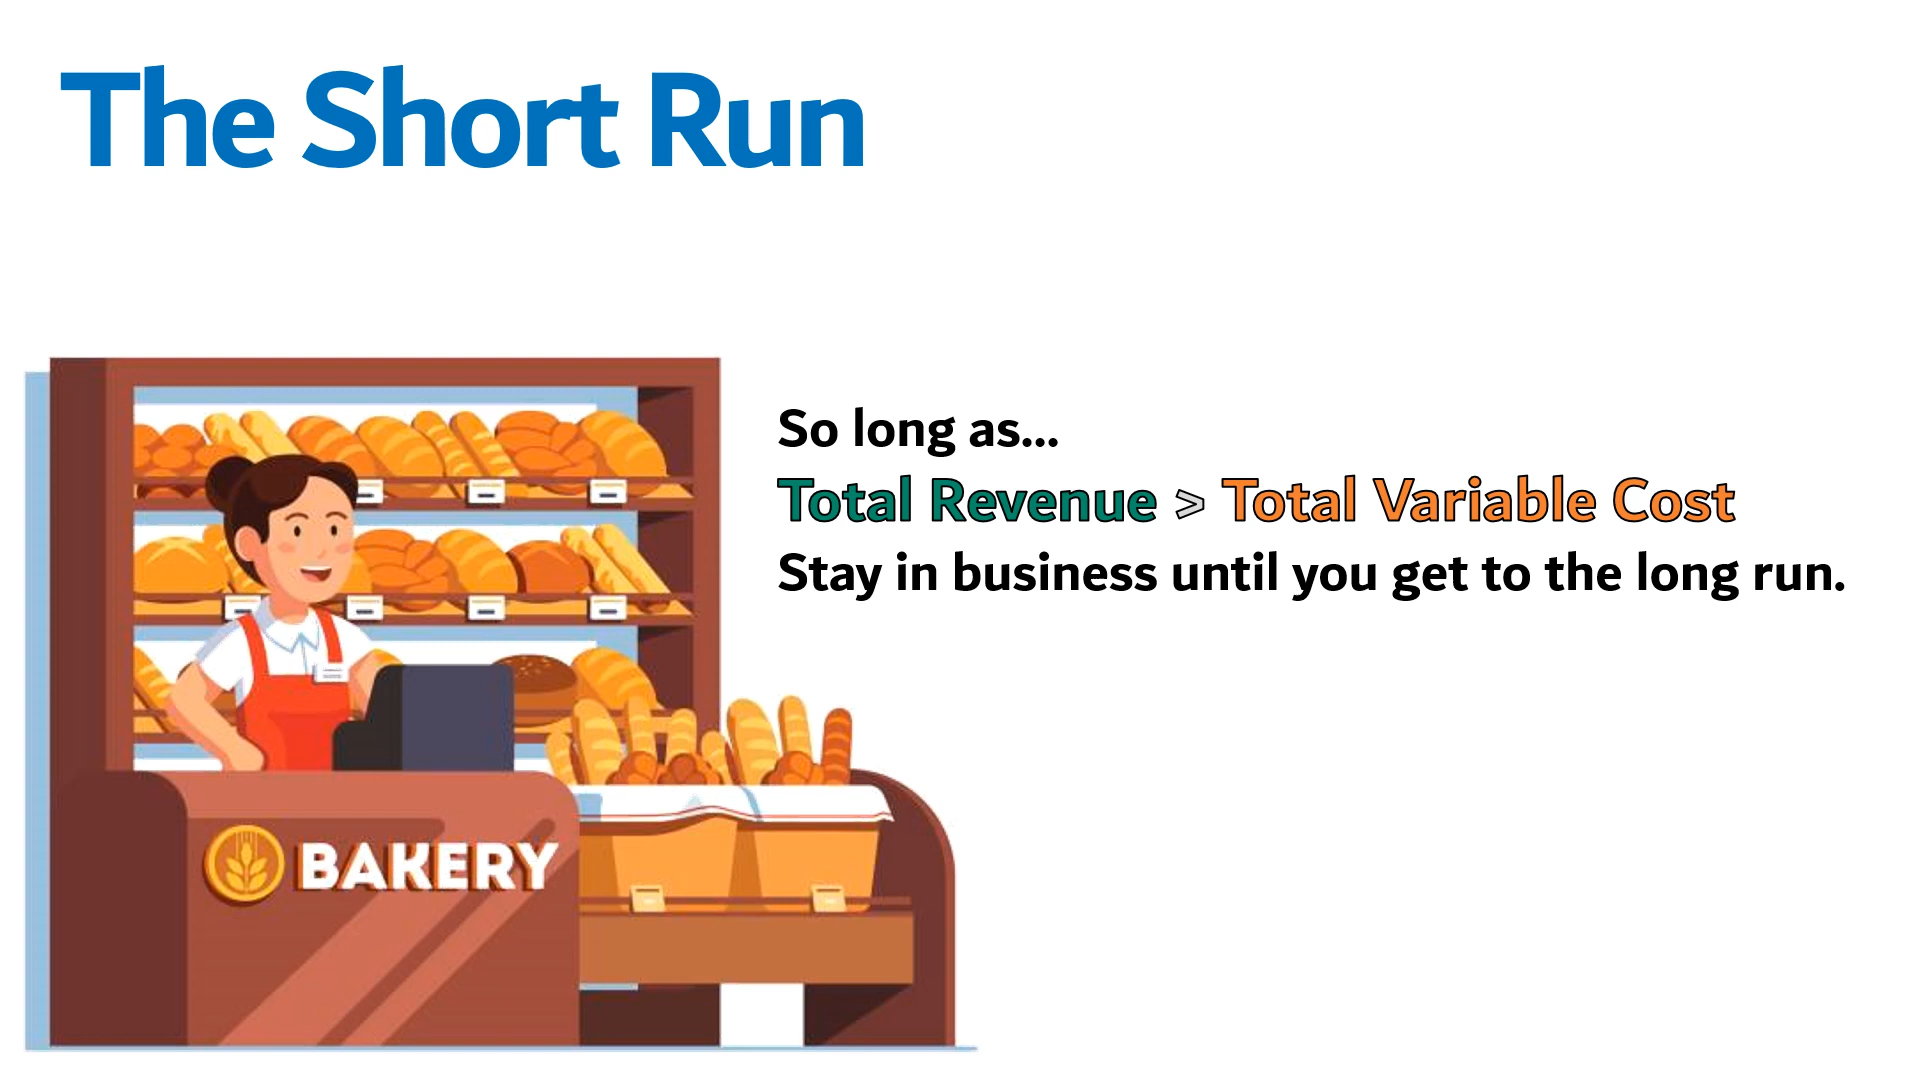 The Short Run
So long as...
Total Revenue > Total Variable Cost
Stay in business until you get to the long run.
BAKERY